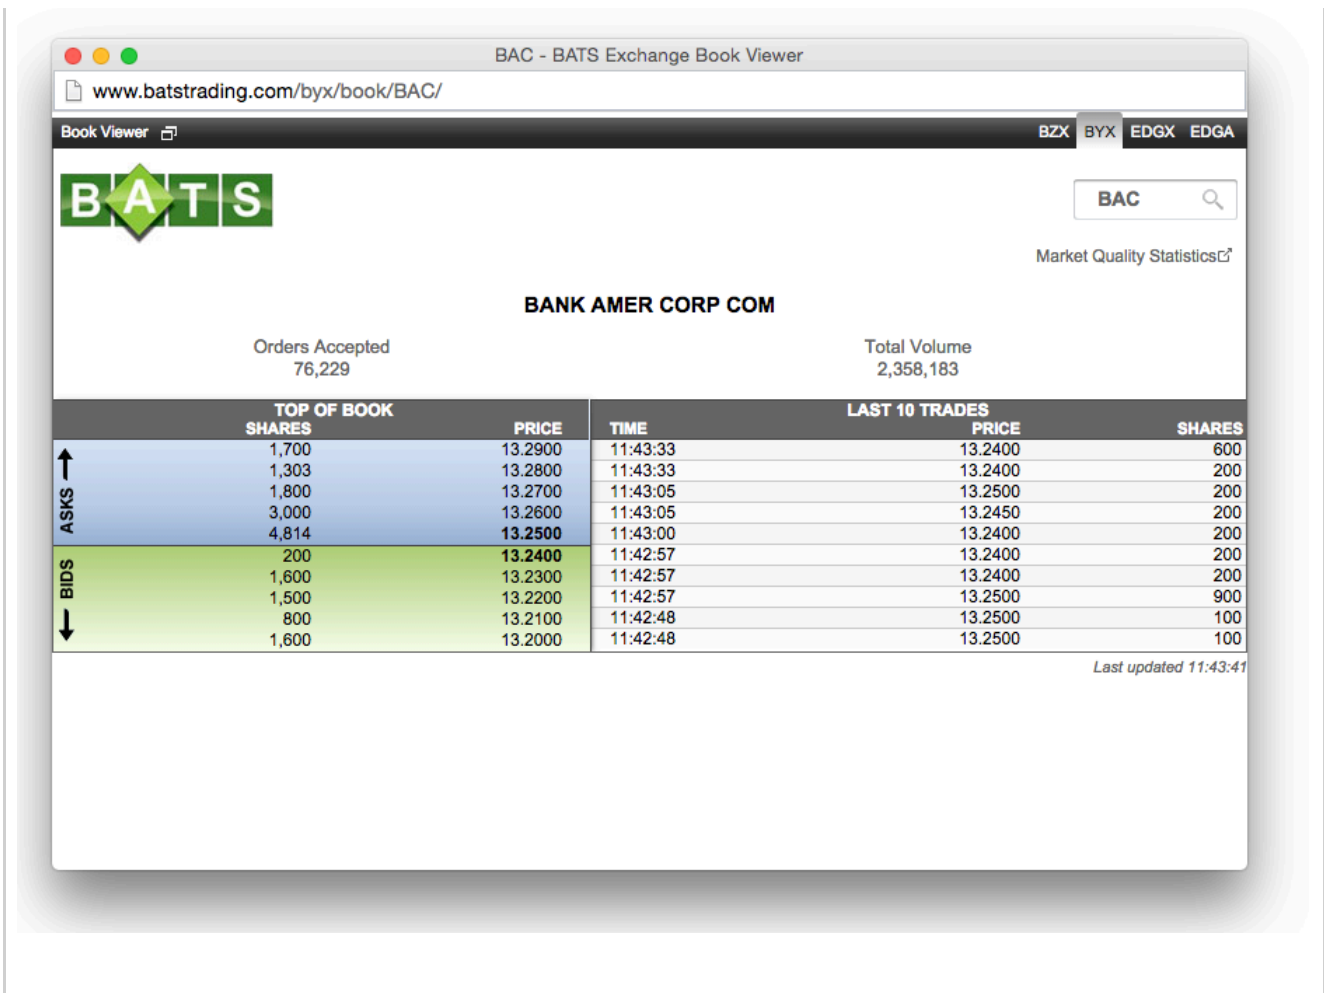 BAC - BATS Exchange Book Viewer
www.batstrading.com/byx/book/BAC/
Book Viewer BZX BYX EDGX EDGA
BATS
BAC
Market Quality Statistics
BANK AMER CORP COM
Orders Accepted Total Volume
76,229 2,358,183
TOP OF BOOK LAST 10 TRADES
SHARES PRICE TIME PRICE SHARES
ASKS
1,700 13.2900 11:43:33 13.2400 600
1,303 13.2800 11:43:33 13.2400 200
1,800 13.2700 11:43:05 13.2500 200
3,000 13.2600 11:43:05 13.2450 200
4,814 13.2500 11:43:00 13.2400 200
BIDS
200 13.2400 11:42:57 13.2400 200
1,600 13.2300 11:42:57 13.2400 200
1,500 13.2200 11:42:57 13.2500 900
800 13.2100 11:42:48 13.2500 100
1,600 13.2000 11:42:48 13.2500 100
Last updated 11:43:41